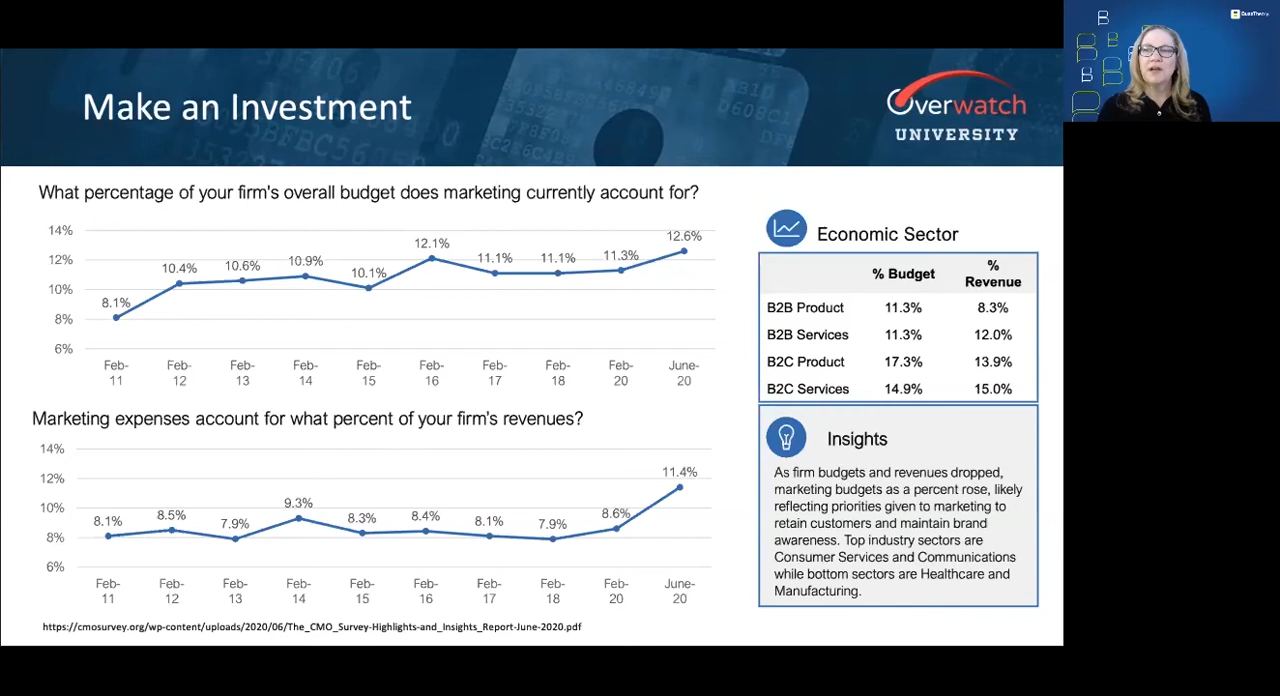 Make an Investment
Overwatch
UNIVERSITY
What percentage of your firm's overall budget does marketing currently account for?
14%
12%
10%
8%
6%
8.1%
10.4%
10.6%
10.9%
10.1%
12.1%
11.1%
11.1%
11.3%
12.6%
Feb-11
Feb-12
Feb-13
Feb-14
Feb-15
Feb-16
Feb-17
Feb-18
Feb-20
June-20
Marketing expenses account for what percent of your firm's revenues?
14%
12%
10%
8%
6%
8.1%
8.5%
7.9%
9.3%
8.3%
8.4%
8.1%
7.9%
8.6%
11.4%
Feb-11
Feb-12
Feb-13
Feb-14
Feb-15
Feb-16
Feb-17
Feb-18
Feb-20
June-20
https://cmosurvey.org/wp-content/uploads/2020/06/The_CMO_Survey-Highlights-and_Insights_Report-June-2020.pdf
Economic Sector
% Budget % Revenue
B2B Product 11.3% 8.3%
B2B Services 11.3% 12.0%
B2C Product 17.3% 13.9%
B2C Services 14.9% 15.0%
Insights
As firm budgets and revenues dropped,
marketing budgets as a percent rose, likely
reflecting priorities given to marketing to
retain customers and maintain brand
awareness. Top industry sectors are
Consumer Services and Communications
while bottom sectors are Healthcare and
Manufacturing.